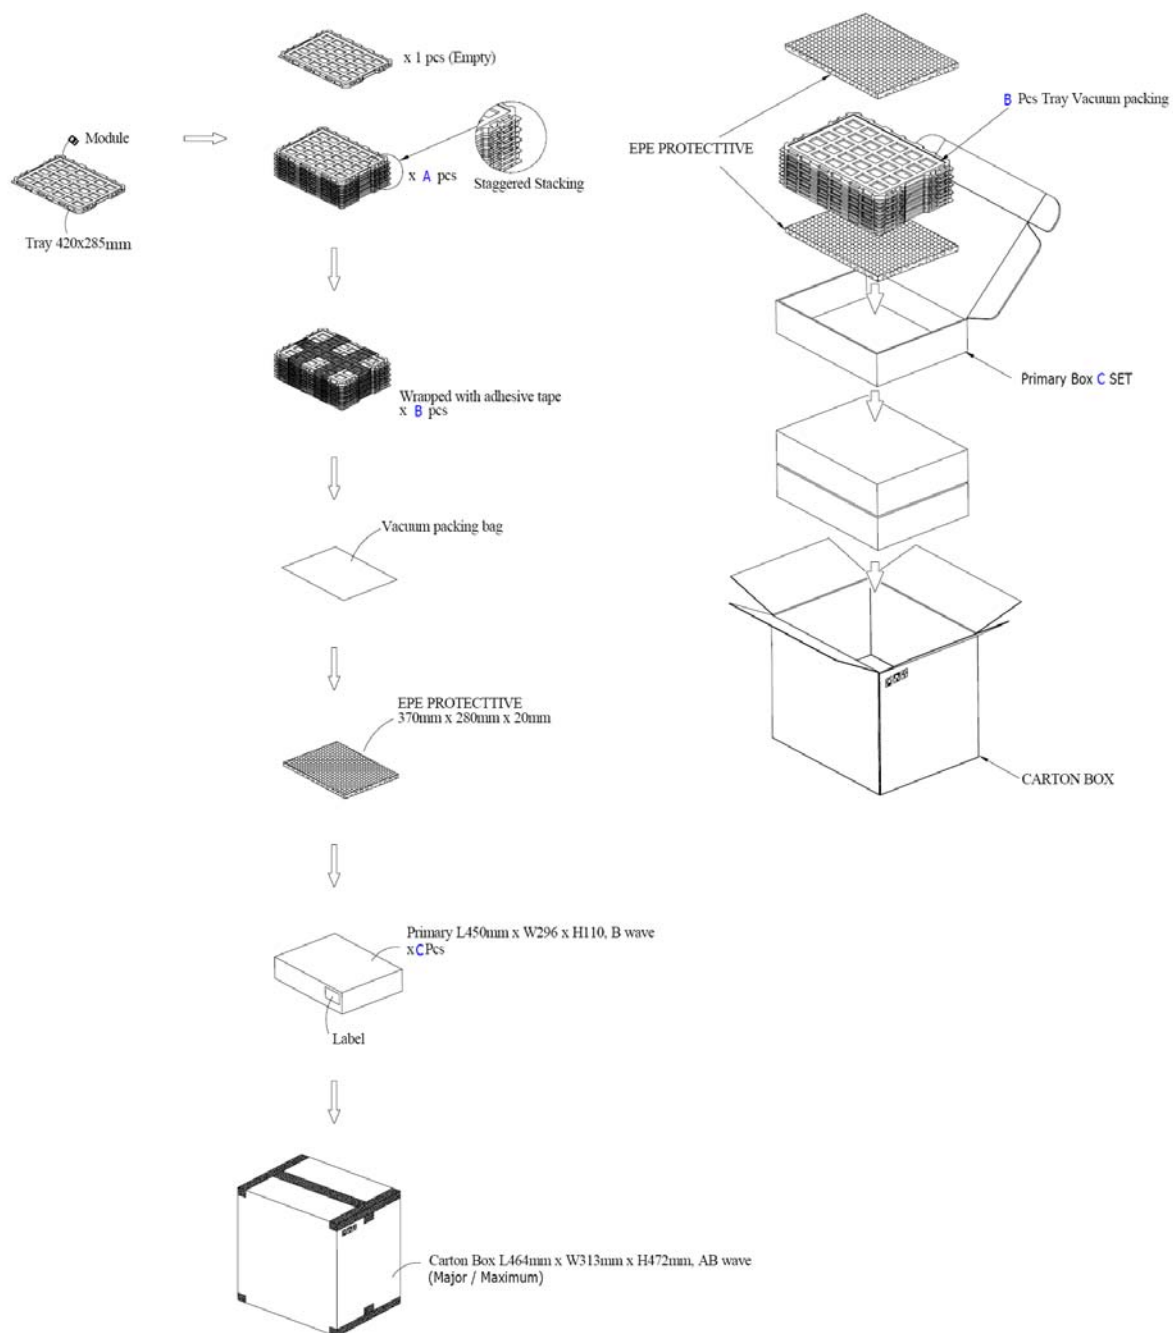 x 1 pcs (Empty)
Module
Tray 420x285mm
x A pcs
Staggered Stacking
Wrapped with adhesive tape
x B pcs
Vacuum packing bag
EPE PROTECTTIVE
370mm x 280mm x 20mm
Primary L450mm x W296 x H110, B wave
xCPcs
Label
Carton Box L464mm x W313mm x H472mm, AB wave
(Major / Maximum)
B Pcs Tray Vacuum packing
EPE PROTECTTIVE
Primary Box C SET
CARTON BOX